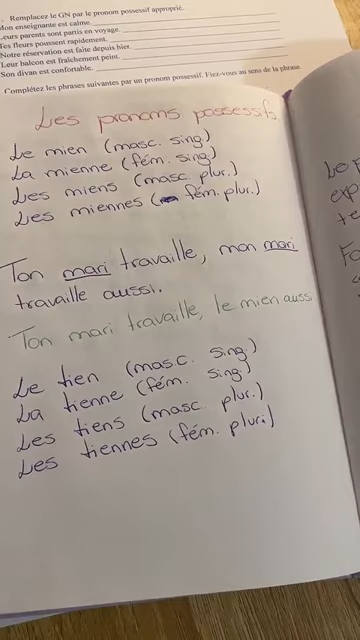 . Remplacez le GN par le pronom possessif approprié.
Mon enseignante est calme.
Leurs parents sont partis en voyage.
Tes fleurs poussent rapidement.
Notre réservation est faite depuis hier.
Leur balcon est fraîchement peint.
Son divan est confortable.
Complétez les phrases suivantes par un pronom possessif. Fiez-vous au sens de la phrase.
Les pronoms possessifs
Le mien (masc. sing.)
La mienne (fém. sing.)
Les miens (masc. plur.)
Les miennes (fém. plur.)
Ton mari travaille, mon mari
travaille aussi.
Ton mari travaille, le mien aussi
Le tien (masc. sing.)
La tienne (fém. sing.)
Les tiens (masc. plur.)
Les tiennes (fém. plur.)